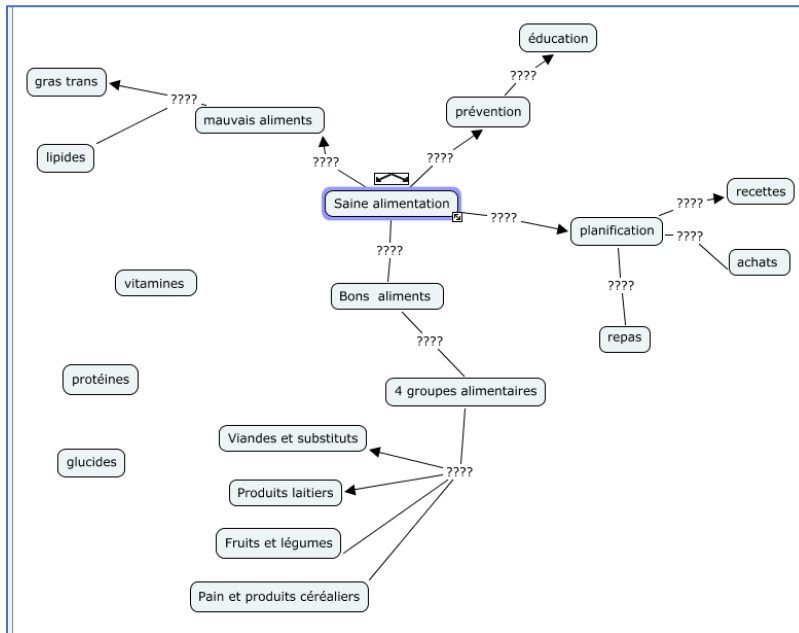 éducation
gras trans
????
????
prévention
mauvais aliments
lipides
????
????
recettes
Saine alimentation
????
????
planification
????
achats
????
vitamines
????
Bons aliments
repas
????
protéines
4 groupes alimentaires
Viandes et substituts
glucides
????
Produits laitiers
Fruits et légumes
Pain et produits céréaliers